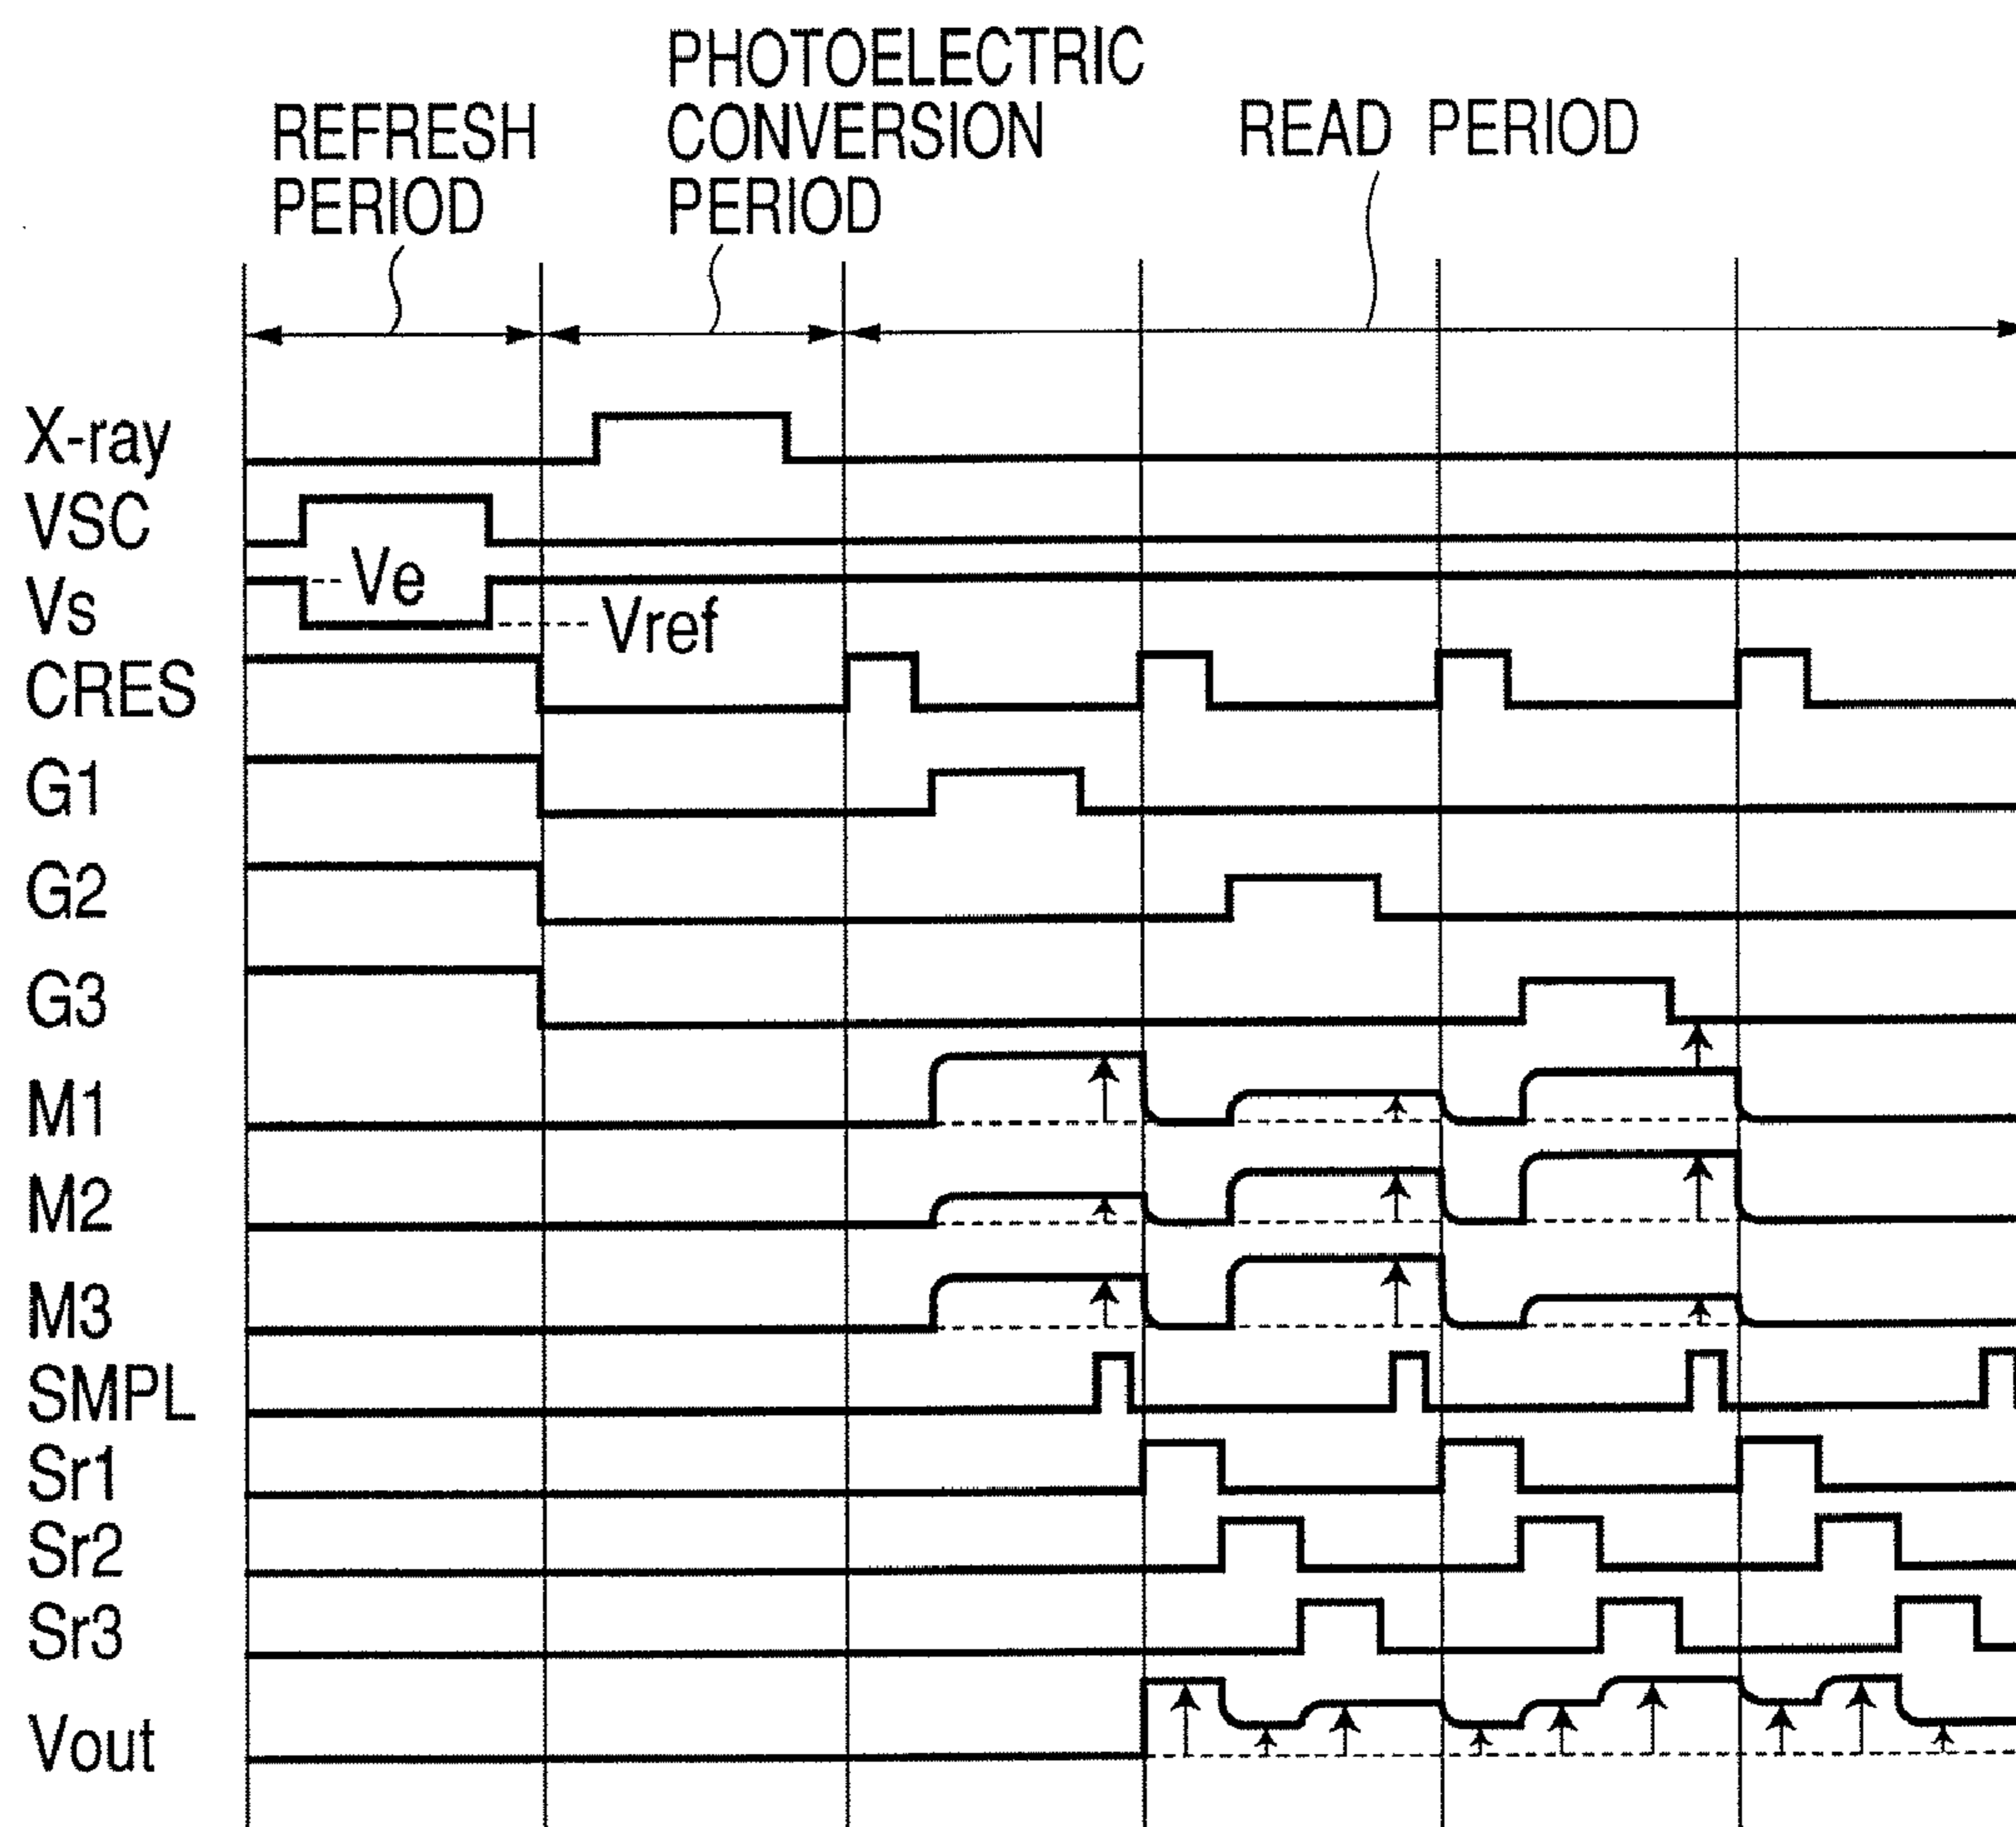 PHOTOELECTRIC
CONVERSION
PERIOD
REFRESH
PERIOD
READ PERIOD
X-ray
VSC
Ve
Vs
Vref
CRES
G1
G2
G3
M1
M2
M3
SMPL
Sr1
Sr2
Sr3
Vout